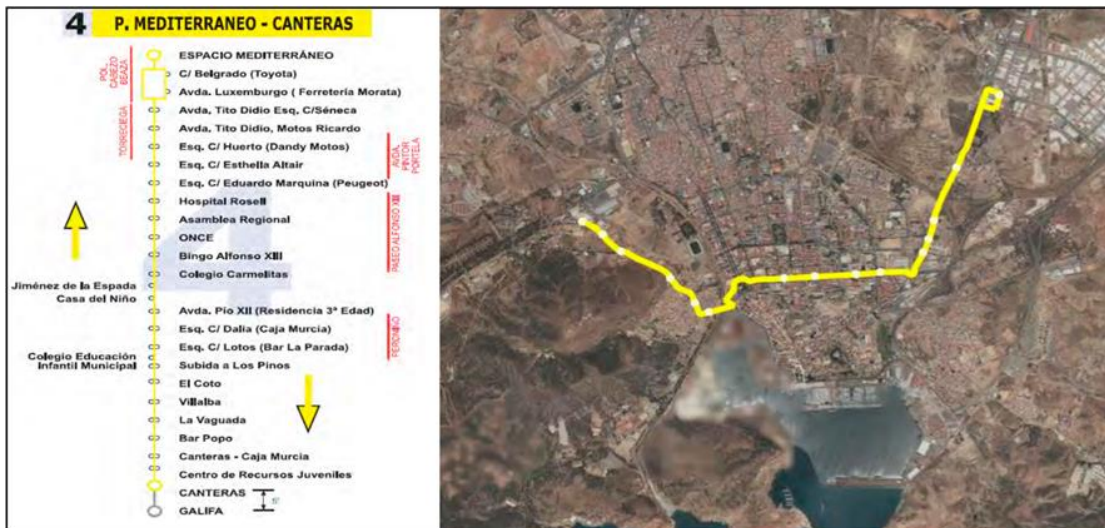 4 P. MEDITERRANEO - CANTERAS
ESPACIO MEDITERRÁNEO
C/ Belgrado (Toyota)
Avda. Luxemburgo ( Ferretería Morata)
POL. CABEZO BEAZA
Avda, Tito Didio Esq, C/Séneca
Avda. Tito Didio, Motos Ricardo
TORRECIEGA
Esq. C/ Huerto (Dandy Motos)
Esq. C/ Esthella Altair
AVDA. PINTOR PORTELA
Esq. C/ Eduardo Marquina (Peugeot)
Hospital Rosell
Asamblea Regional
ONCE
Bingo Alfonso XIII
Colegio Carmelitas
PASEO ALFONSO XIII
Jiménez de la Espada
Casa del Niño
Avda. Pio XII (Residencia 3ª Edad)
Esq. C/ Dalia (Caja Murcia)
Esq. C/ Lotos (Bar La Parada)
PERONINO
Colegio Educación
Infantil Municipal
Subida a Los Pinos
El Coto
Villalba
La Vaguada
Bar Popo
Canteras - Caja Murcia
Centro de Recursos Juveniles
CANTERAS
GALIFA
4